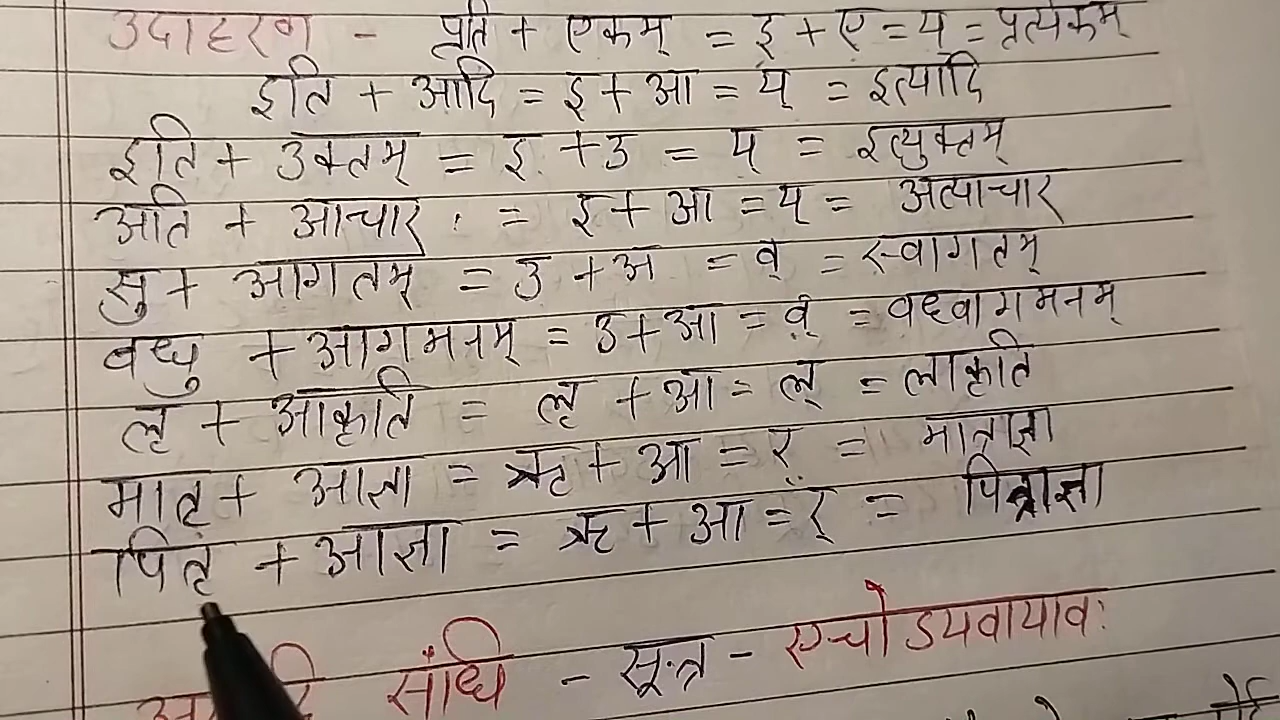 उदाहरण - प्रति + एकम् = इ + ए = य् = प्रत्येकम्
इति + आदि = इ + आ = य् = इत्यादि
इति + उक्तम् = इ + उ = य् = इत्युक्तम्
अति + आचार = इ + आ = य् = अत्याचार
सु + आगतम् = उ + अ = व् = स्वागतम्
वधु + आगमनम् = उ + आ = व् = वध्वागमनम्
लृ + आकृति = लृ + आ = ल् = लाकृति
मातृ + आज्ञा = ऋ + आ = र् = मात्राज्ञा
पितृ + आज्ञा = ऋ + आ = र् = पित्राज्ञा
संधि - सूत्र - एचोऽयवायावः